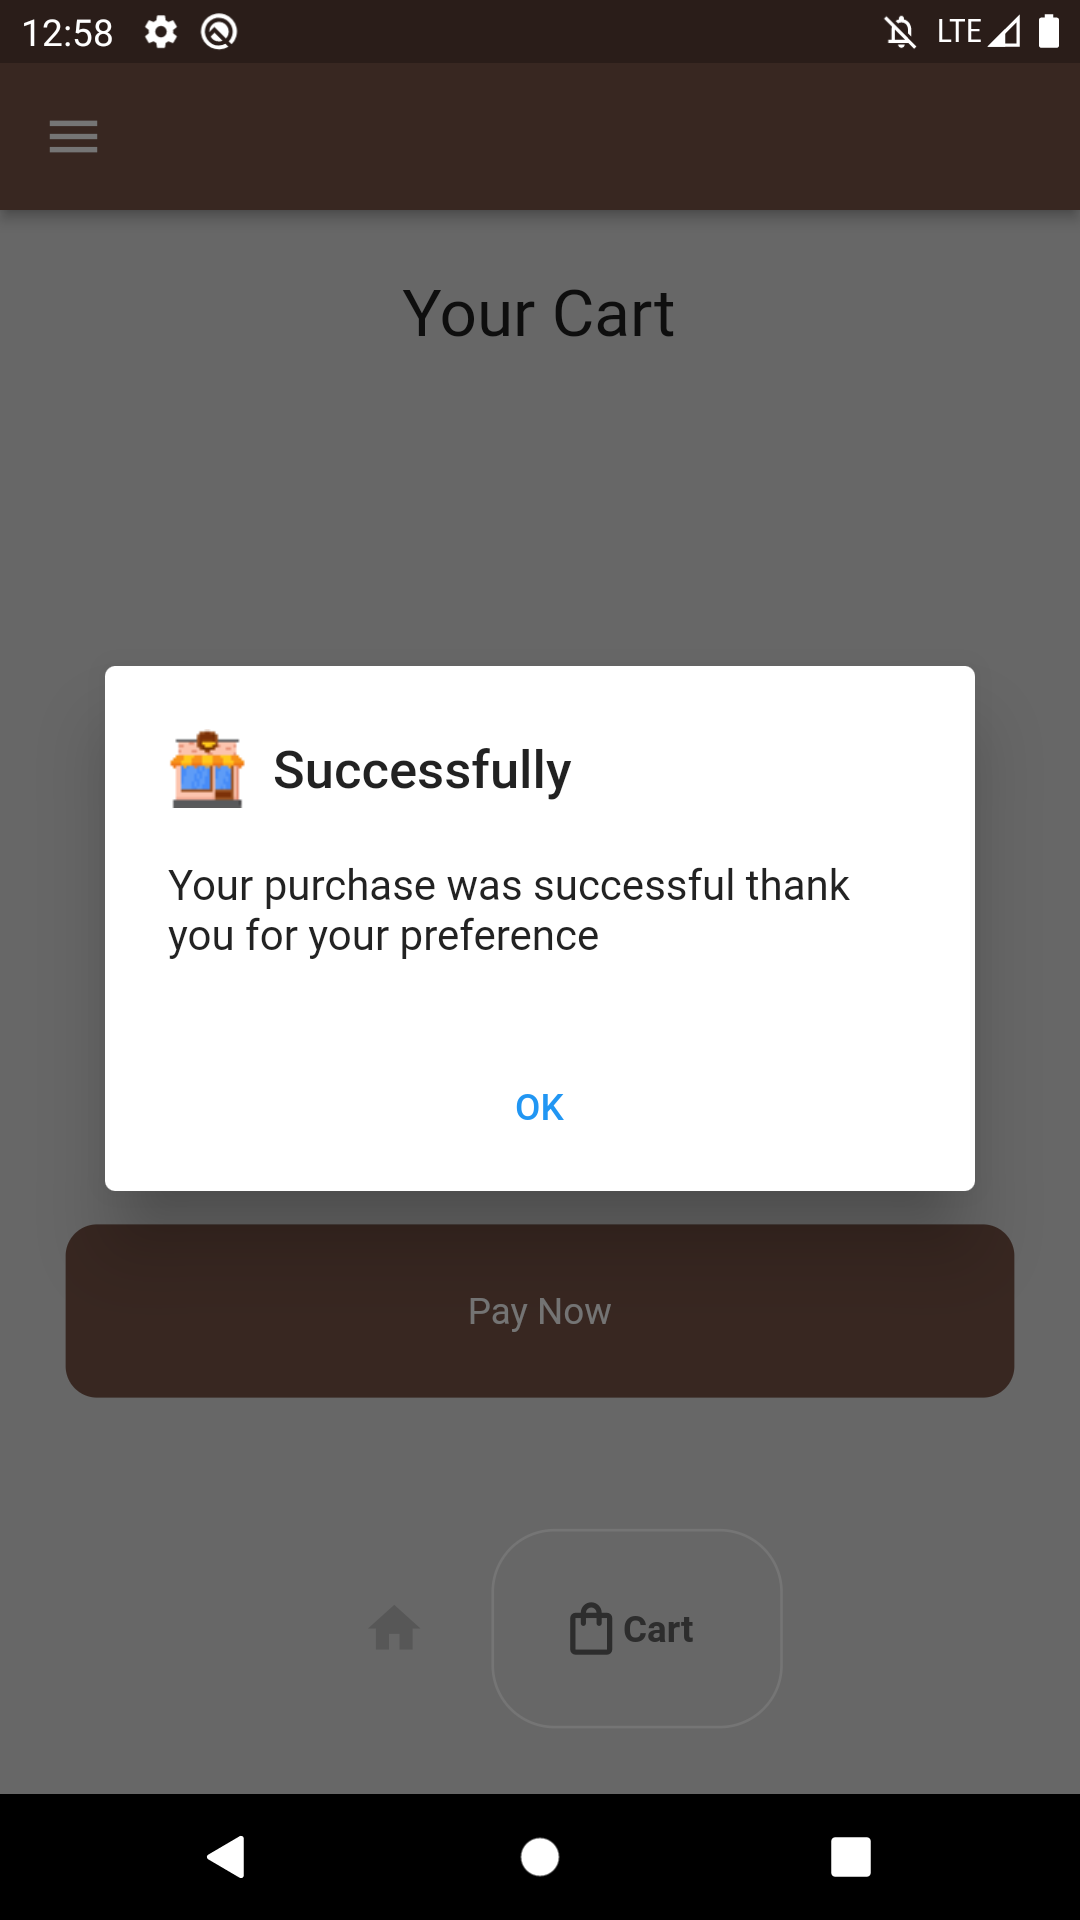 12:58
LTE
Your Cart
Successfully
Your purchase was successful thank
you for your preference
OK
Pay Now
Cart